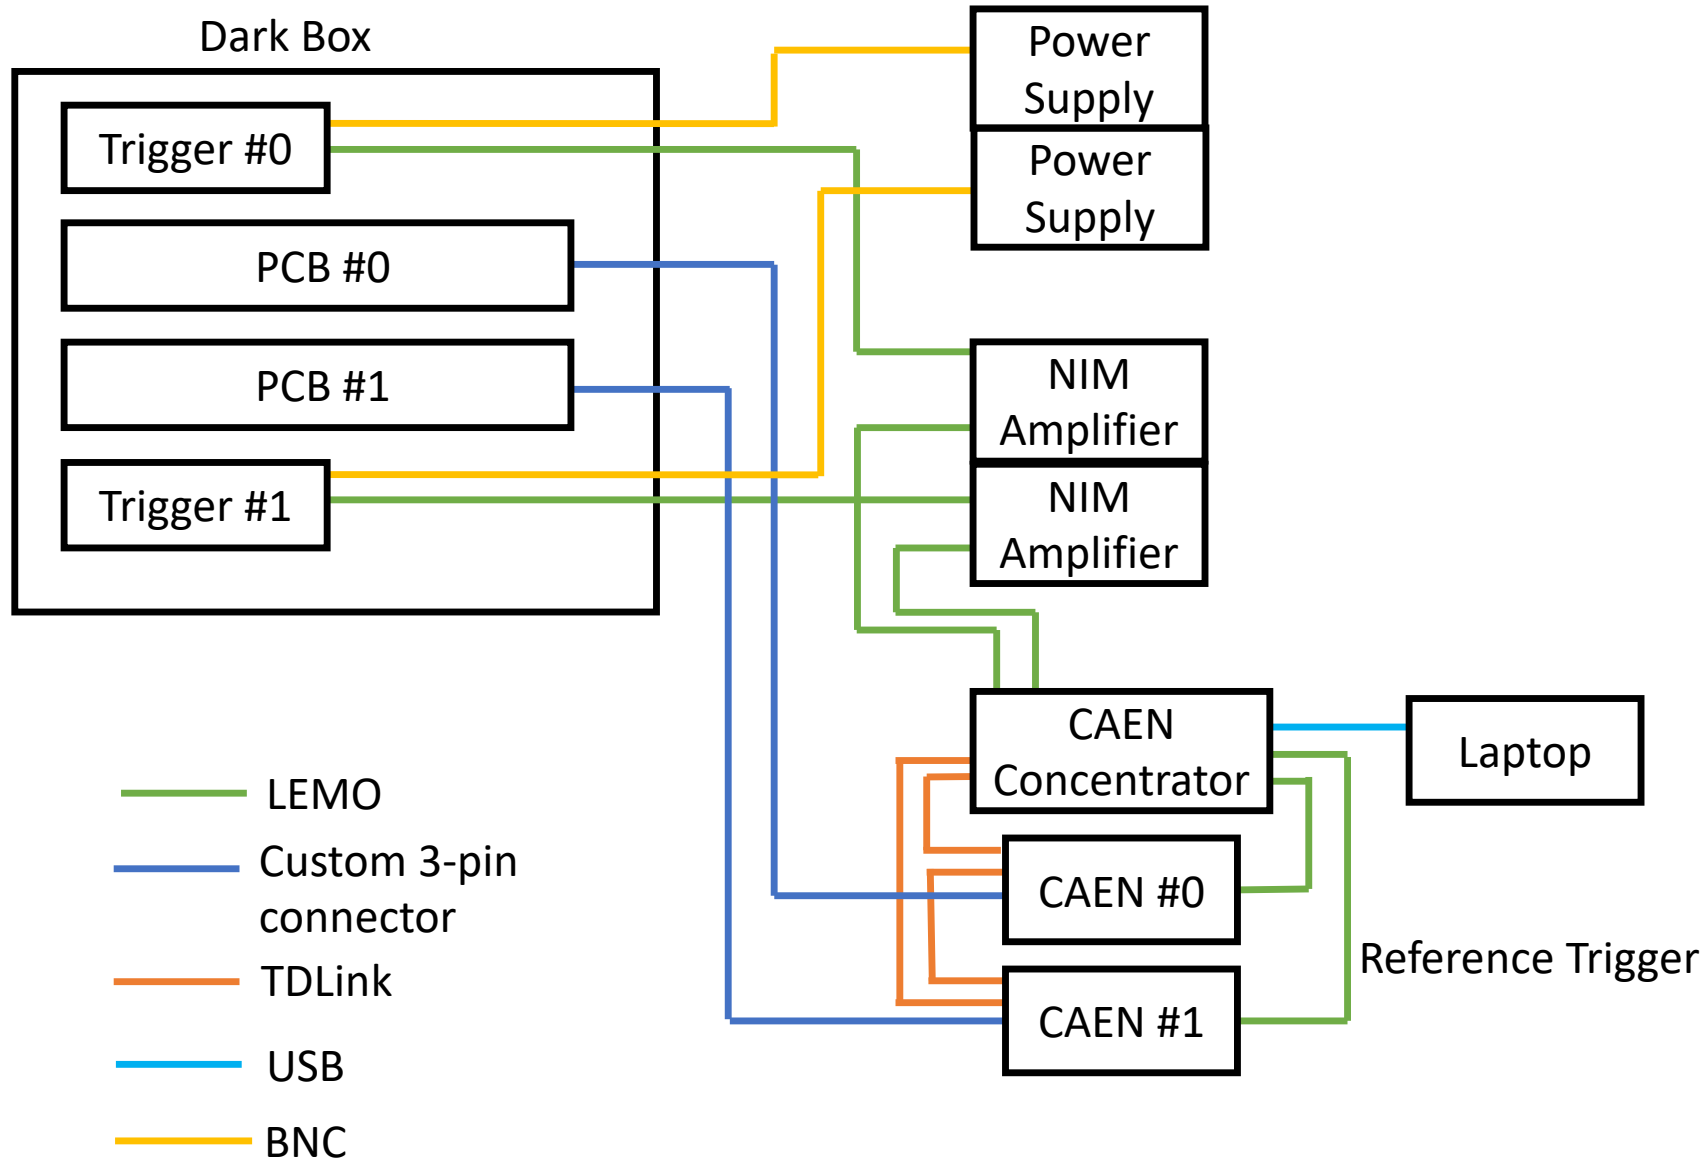 Dark Box
Power
Supply
Trigger #0
Power
Supply
PCB #0
PCB #1
NIM
Amplifier
Trigger #1
NIM
Amplifier
CAEN
Concentrator
Laptop
LEMO
Custom 3-pin
connector
CAEN #0
TDLink
Reference Trigger
CAEN #1
USB
BNC